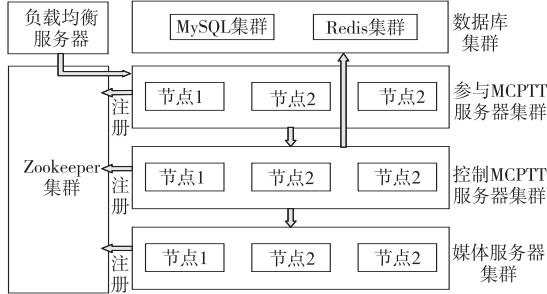 负载均衡
服务器
MySQL集群
Redis集群
数据库
集群
注
册
节点1
节点2
节点2
参与MCPTT
服务器集群
Zookeeper
集群
注
册
节点1
节点2
节点2
控制MCPTT
服务器集群
注
册
节点1
节点2
节点2
媒体服务器
集群